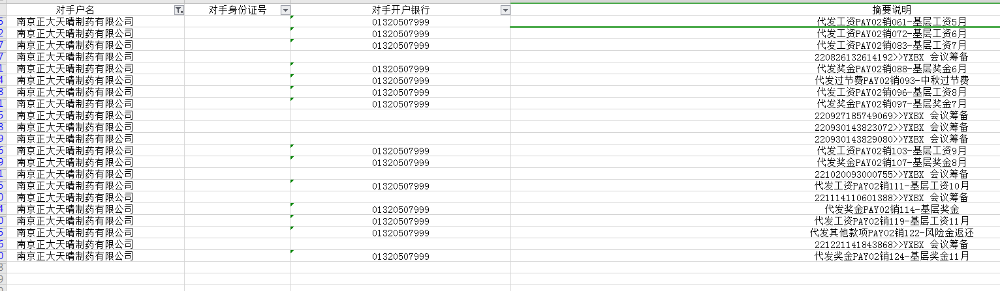 对手户名 对手身份证号 对手开户银行 摘要说明
5 南京正大天晴制药有限公司 01320507999 代发工资PAY02销061-基层工资5月
2 南京正大天晴制药有限公司 01320507999 代发工资PAY02销072-基层工资6月
7 南京正大天晴制药有限公司 01320507999 代发工资PAY02销083-基层工资7月
7 南京正大天晴制药有限公司 220826132614192>>YXBX 会议筹备
1 南京正大天晴制药有限公司 01320507999 代发奖金PAY02销088-基层奖金6月
4 南京正大天晴制药有限公司 01320507999 代发过节费PAY02销093-中秋过节费
8 南京正大天晴制药有限公司 01320507999 代发工资PAY02销096-基层工资8月
1 南京正大天晴制药有限公司 01320507999 代发奖金PAY02销097-基层奖金7月
5 南京正大天晴制药有限公司 220927185749069>>YXBX 会议筹备
8 南京正大天晴制药有限公司 220930143823072>>YXBX 会议筹备
9 南京正大天晴制药有限公司 220930143829080>>YXBX 会议筹备
6 南京正大天晴制药有限公司 01320507999 代发工资PAY02销103-基层工资9月
9 南京正大天晴制药有限公司 01320507999 代发奖金PAY02销107-基层奖金8月
1 南京正大天晴制药有限公司 221020093000755>>YXBX 会议筹备
5 南京正大天晴制药有限公司 01320507999 代发工资PAY02销111-基层工资10月
0 南京正大天晴制药有限公司 221114110601388>>YXBX 会议筹备
4 南京正大天晴制药有限公司 01320507999 代发奖金PAY02销114-基层奖金
0 南京正大天晴制药有限公司 01320507999 代发工资PAY02销119-基层工资11月
5 南京正大天晴制药有限公司 01320507999 代发其他款项PAY02销122-风险金返还
6 南京正大天晴制药有限公司 221221141843868>>YXBX 会议筹备
0 南京正大天晴制药有限公司 01320507999 代发奖金PAY02销124-基层奖金11月
8
9